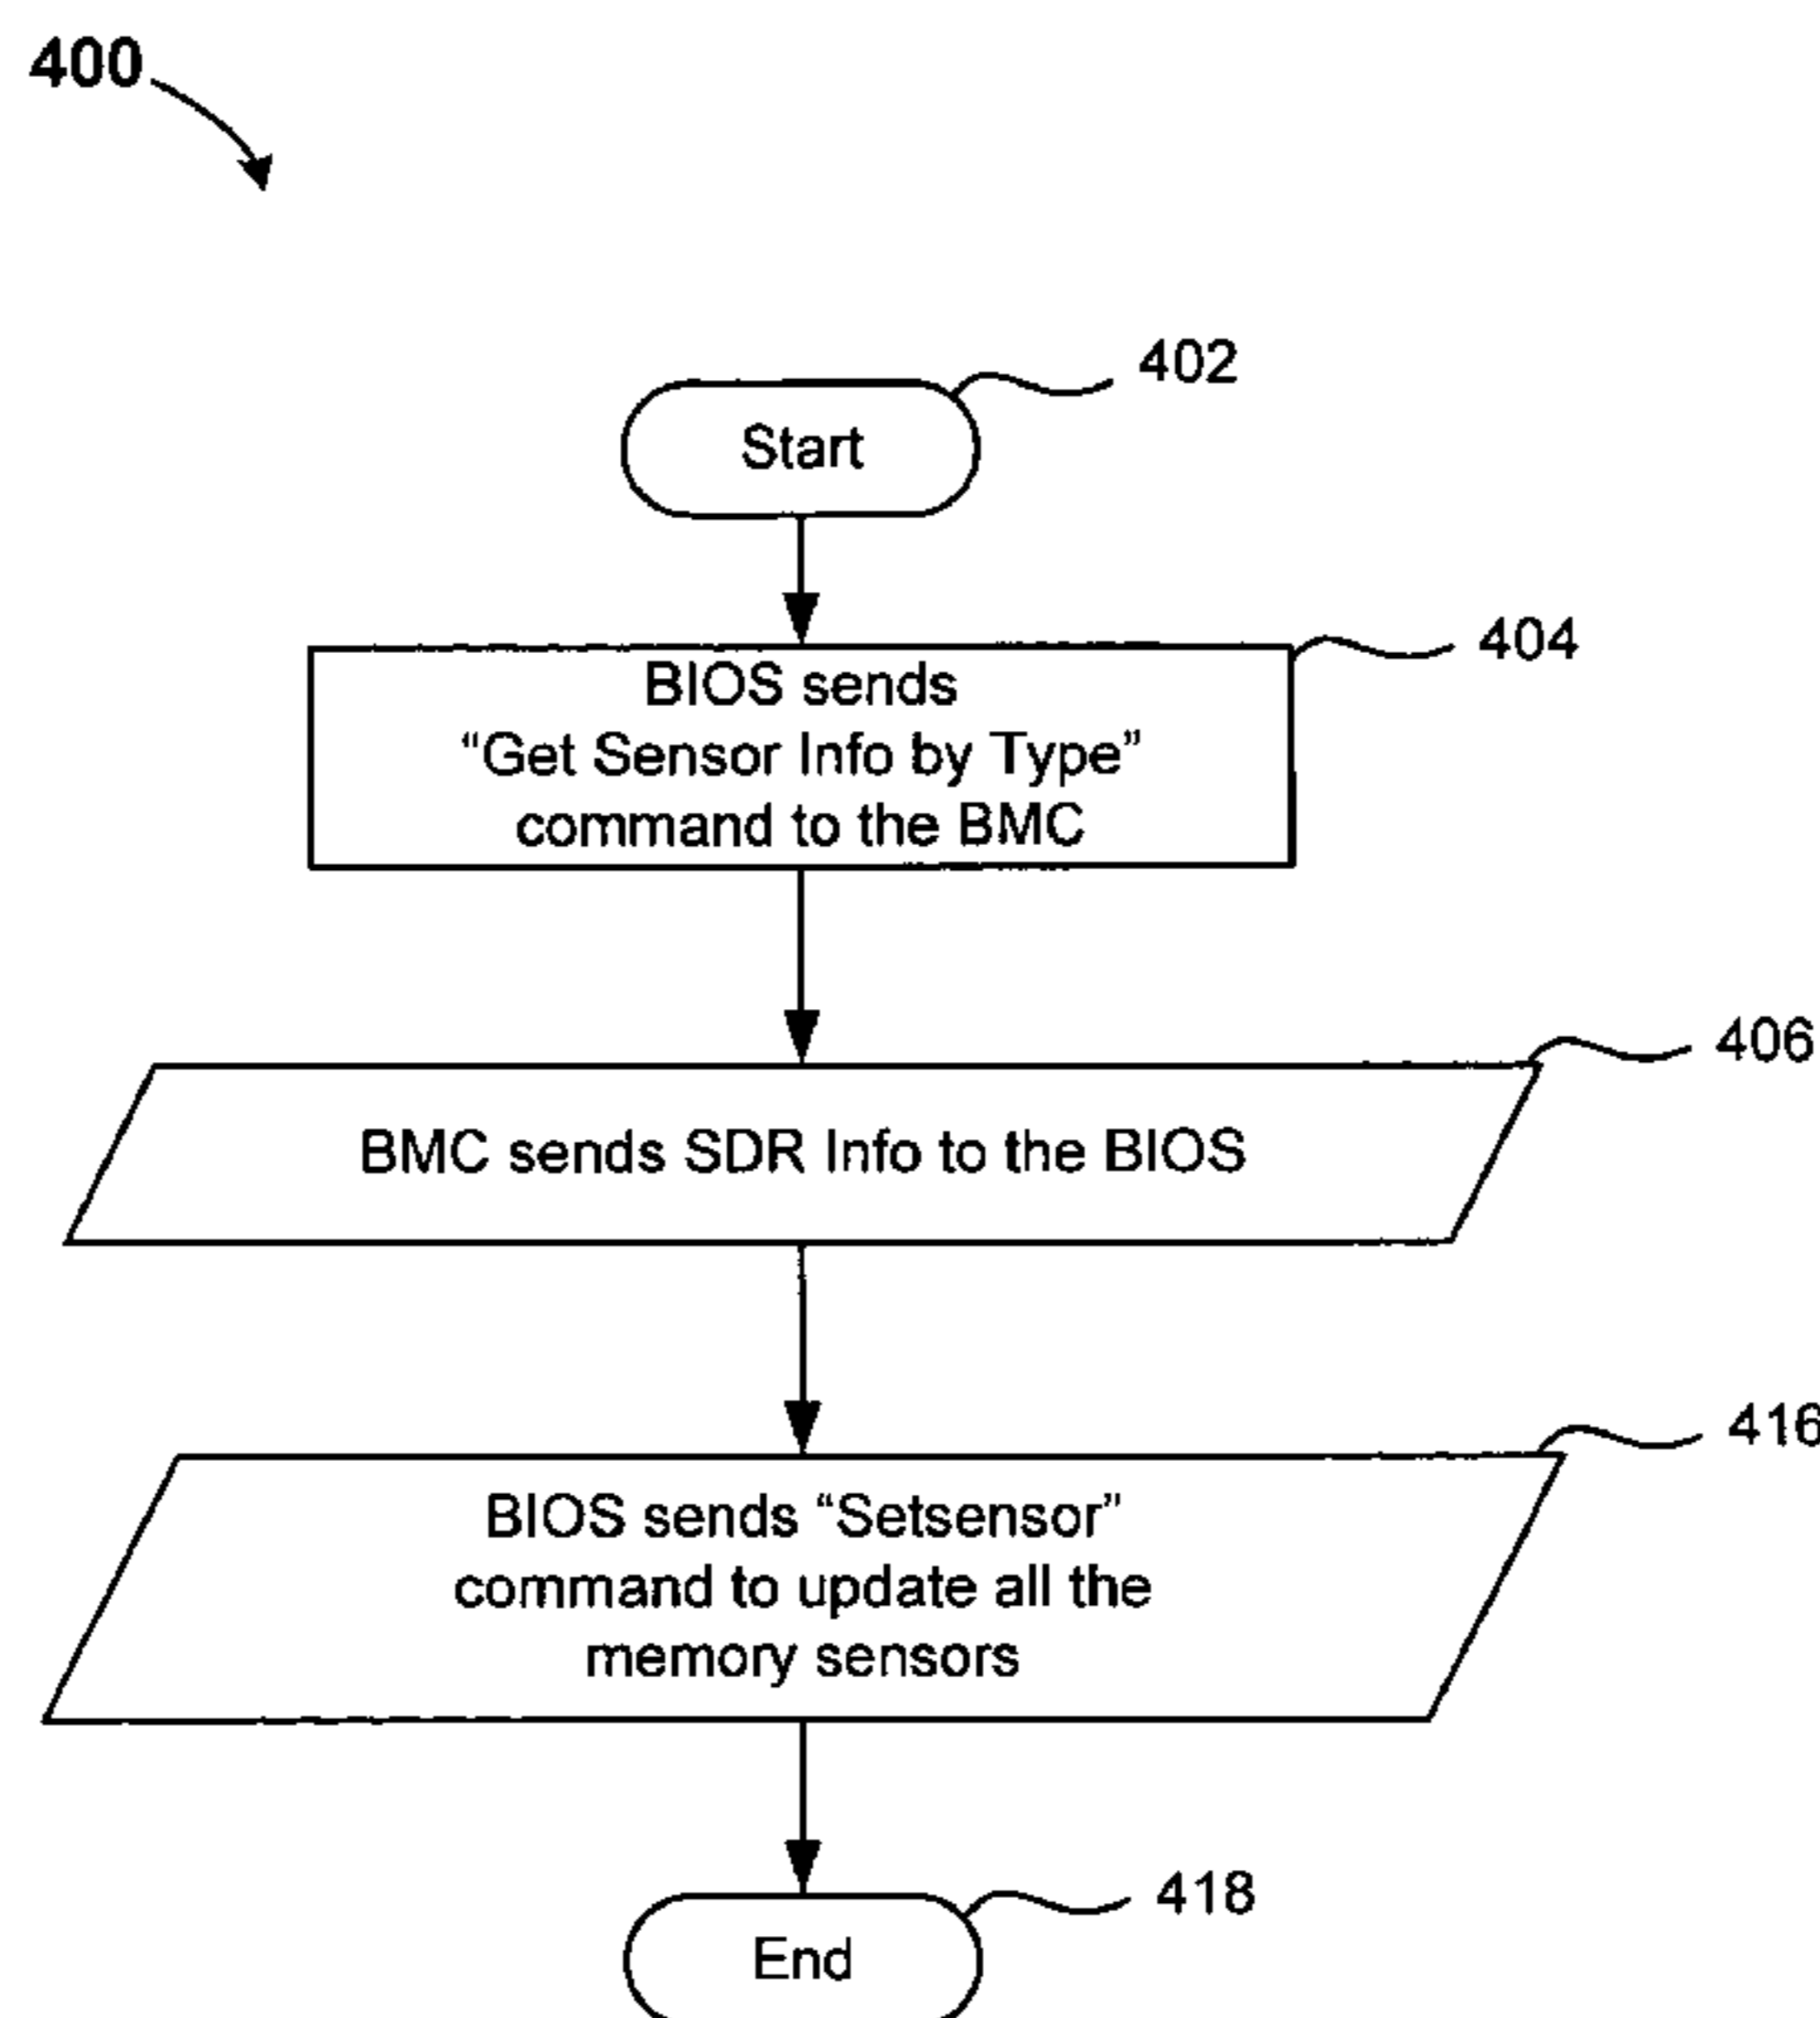 400
402
Start
404
BIOS sends
“Get Sensor Info by Type”
command to the BMC
406
BMC sends SDR Info to the BIOS
416
BIOS sends “Setsensor”
command to update all the
memory sensors
418
End